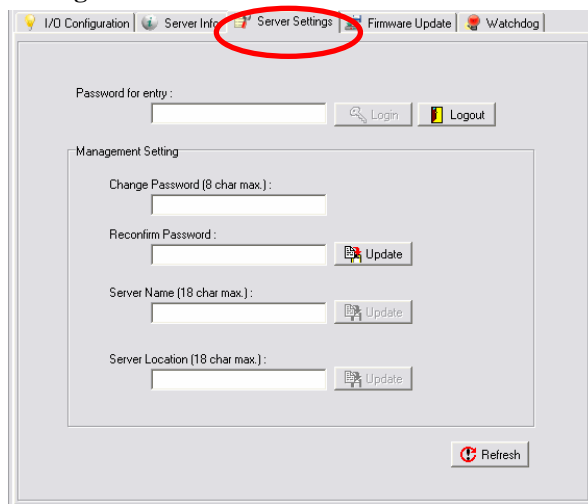 I/O Configuration Server Info Server Settings Firmware Update Watchdog
Password for entry :
Login Logout
Management Setting
Change Password (8 char max.) :
Reconfirm Password :
Update
Server Name (18 char max.) :
Update
Server Location (18 char max.) :
Update
Refresh